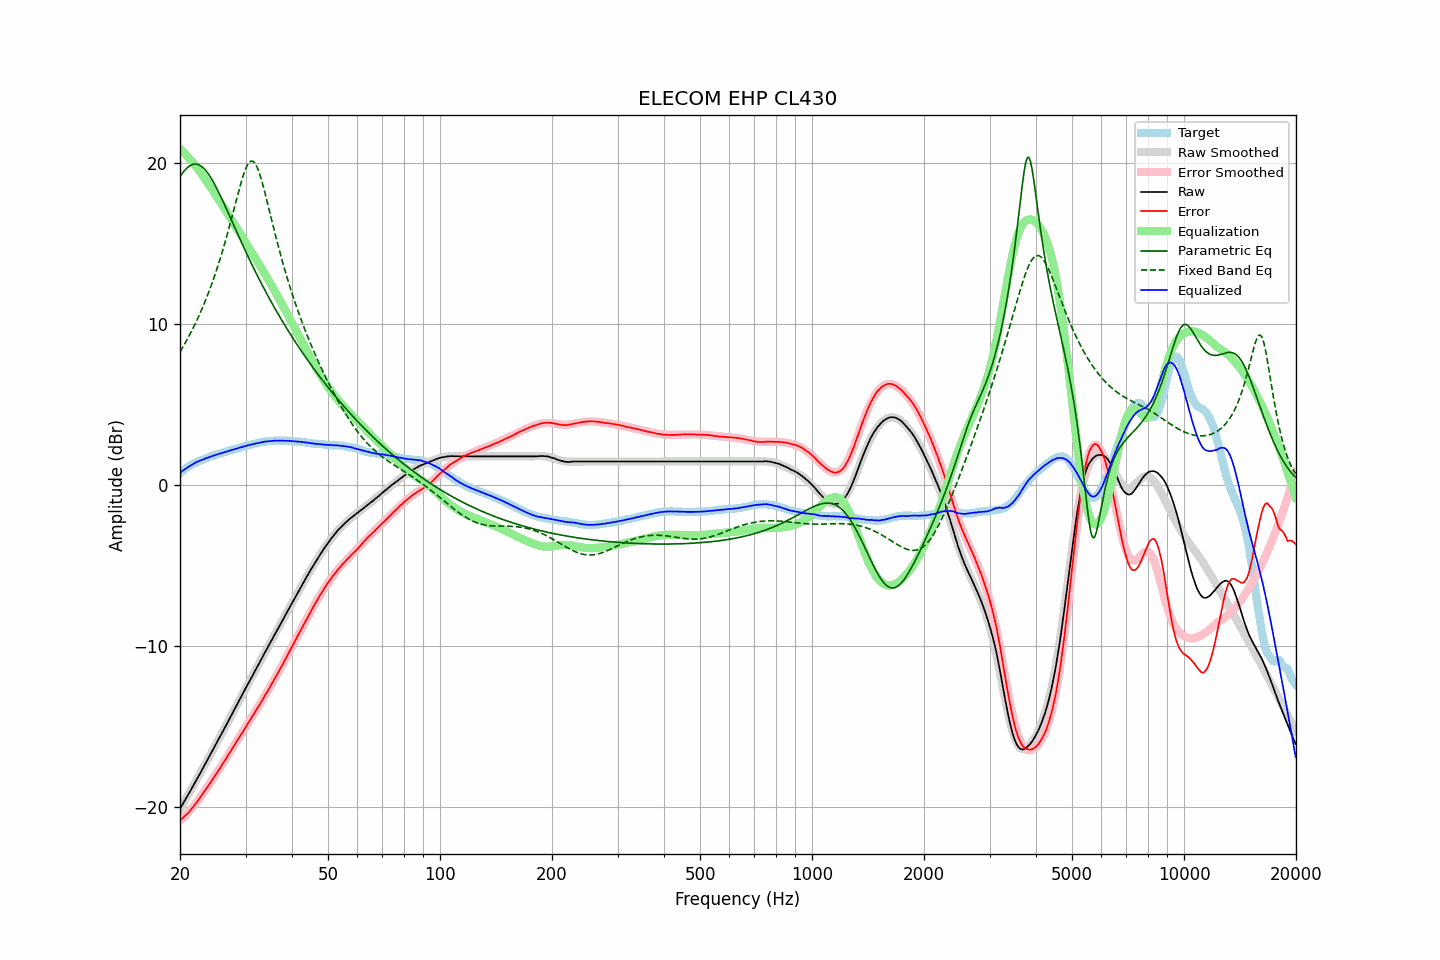 ELECOM EHP CL430
Target
Raw Smoothed
Error Smoothed
Raw
Error
Equalization
Parametric Eq
Fixed Band Eq
Equalized
Amplitude (dBr)
20
10
0
−10
−20
20 50 100 200 500 1000 2000 5000 10000 20000
Frequency (Hz)